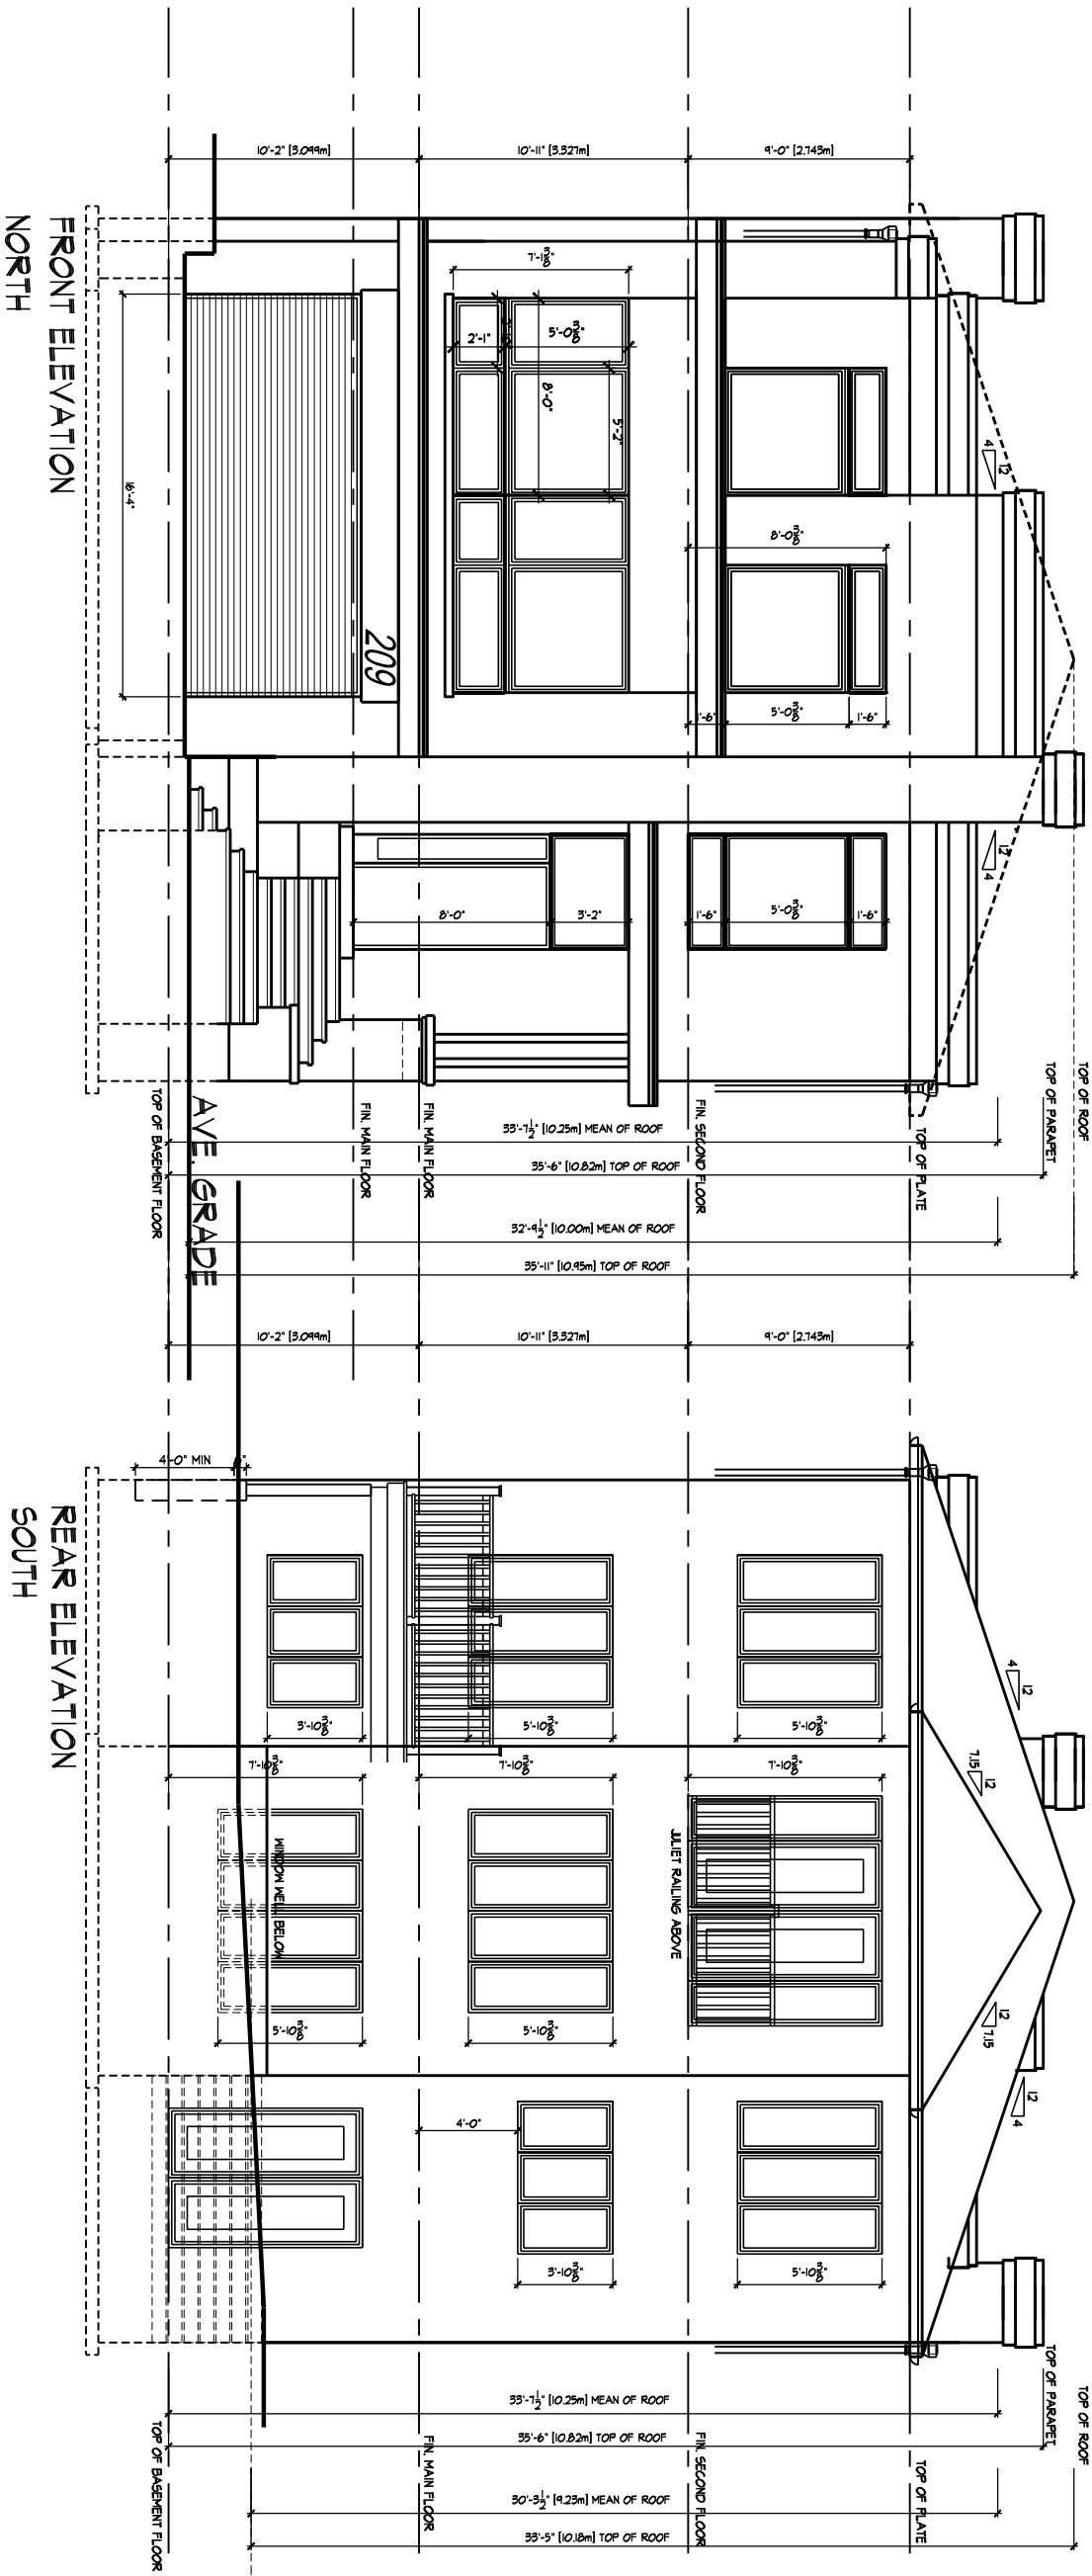 TOP OF ROOF
TOP OF PARAPET
TOP OF PLATE
FIN. SECOND FLOOR
FIN. MAIN FLOOR
FIN. MAIN FLOOR
TOP OF BASEMENT FLOOR
AVE. GRADE
9'-0" [2.743m]
10'-11" [3.327m]
10'-2" [3.099m]
12
4
12
4
8'-0 3/8"
1'-6"
5'-0 3/8"
1'-6"
1'-6"
5'-0 3/8"
1'-6"
7'-1 3/8"
5'-0 3/8"
2'-1"
8'-0"
5'-2"
3'-2"
8'-0"
209
16'-4"
33'-7 1/2" [10.25m] MEAN OF ROOF
35'-6" [10.82m] TOP OF ROOF
32'-9 1/2" [10.00m] MEAN OF ROOF
35'-11" [10.95m] TOP OF ROOF
FRONT ELEVATION
NORTH
9'-0" [2.743m]
10'-11" [3.327m]
10'-2" [3.099m]
4'-0" MIN
12
4
12
7.15
12
7.15
12
4
5'-10 3/8"
7'-10 3/8"
5'-10 3/8"
JULIET RAILING ABOVE
5'-10 3/8"
7'-10 3/8"
5'-10 3/8"
4'-0"
3'-10 3/8"
3'-10 3/8"
7'-10 3/8"
5'-10 3/8"
WINDOW WELL BELOW
33'-7 1/2" [10.25m] MEAN OF ROOF
35'-6" [10.82m] TOP OF ROOF
30'-3 1/2" [9.23m] MEAN OF ROOF
33'-5" [10.18m] TOP OF ROOF
TOP OF ROOF
TOP OF PARAPET
TOP OF PLATE
FIN. SECOND FLOOR
FIN. MAIN FLOOR
TOP OF BASEMENT FLOOR
REAR ELEVATION
SOUTH